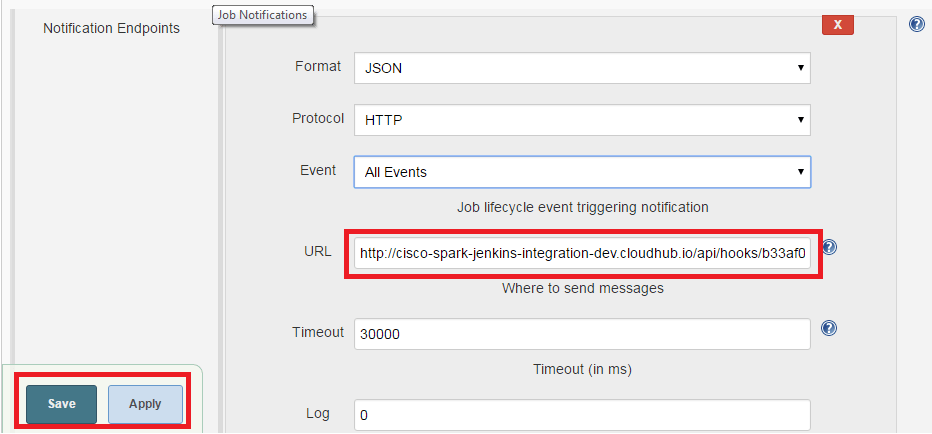 Job Notifications
Notification Endpoints
X
?
Format
JSON
Protocol
HTTP
Event
All Events
Job lifecycle event triggering notification
URL
http://cisco-spark-jenkins-integration-dev.cloudhub.io/api/hooks/b33af0
?
Where to send messages
Timeout
30000
?
Timeout (in ms)
Save
Apply
Log
0